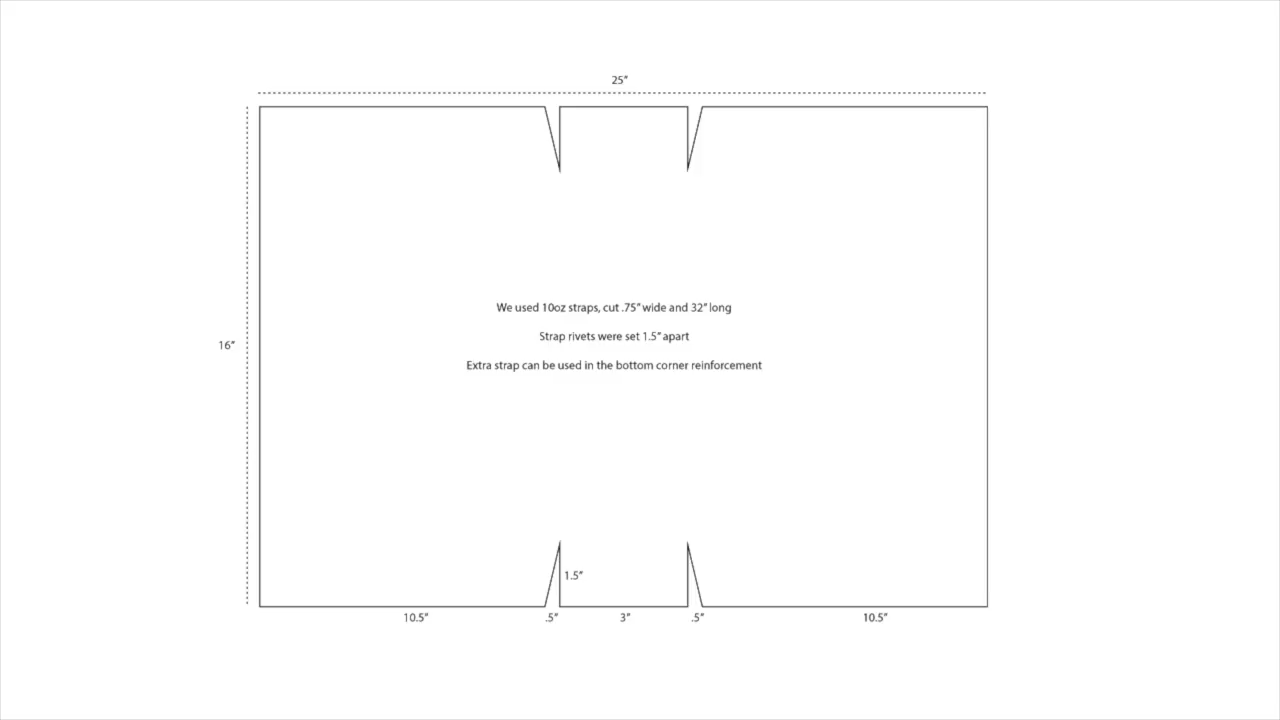 25”
We used 10oz straps, cut .75” wide and 32” long
Strap rivets were set 1.5” apart
16”
Extra strap can be used in the bottom corner reinforcement
1.5”
10.5” .5” 3” .5” 10.5”